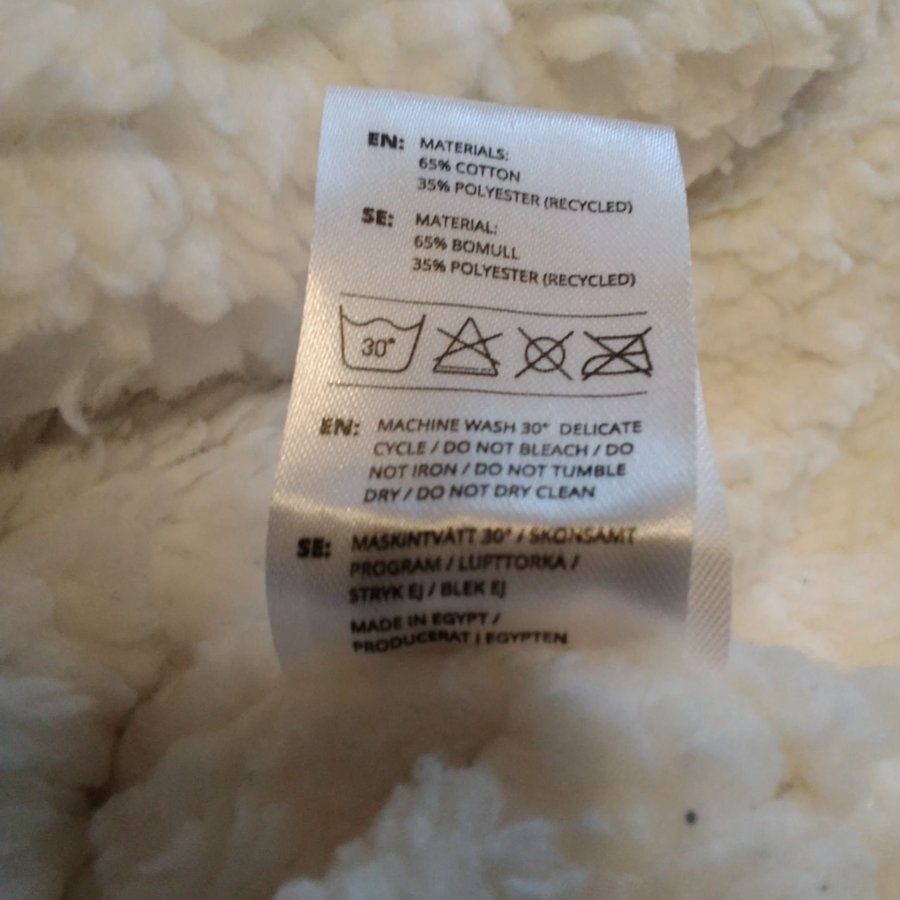 EN: MATERIALS:
65% COTTON
35% POLYESTER (RECYCLED)
SE: MATERIAL:
65% BOMULL
35% POLYESTER (RECYCLED)
30°
EN: MACHINE WASH 30° DELICATE
CYCLE / DO NOT BLEACH / DO
NOT IRON / DO NOT TUMBLE
DRY / DO NOT DRY CLEAN
SE: MASKINTVÄTT 30° / SKONSAMT
PROGRAM / LUFTTORKA /
STRYK EJ / BLEK EJ
MADE IN EGYPT /
PRODUCERAT I EGYPTEN